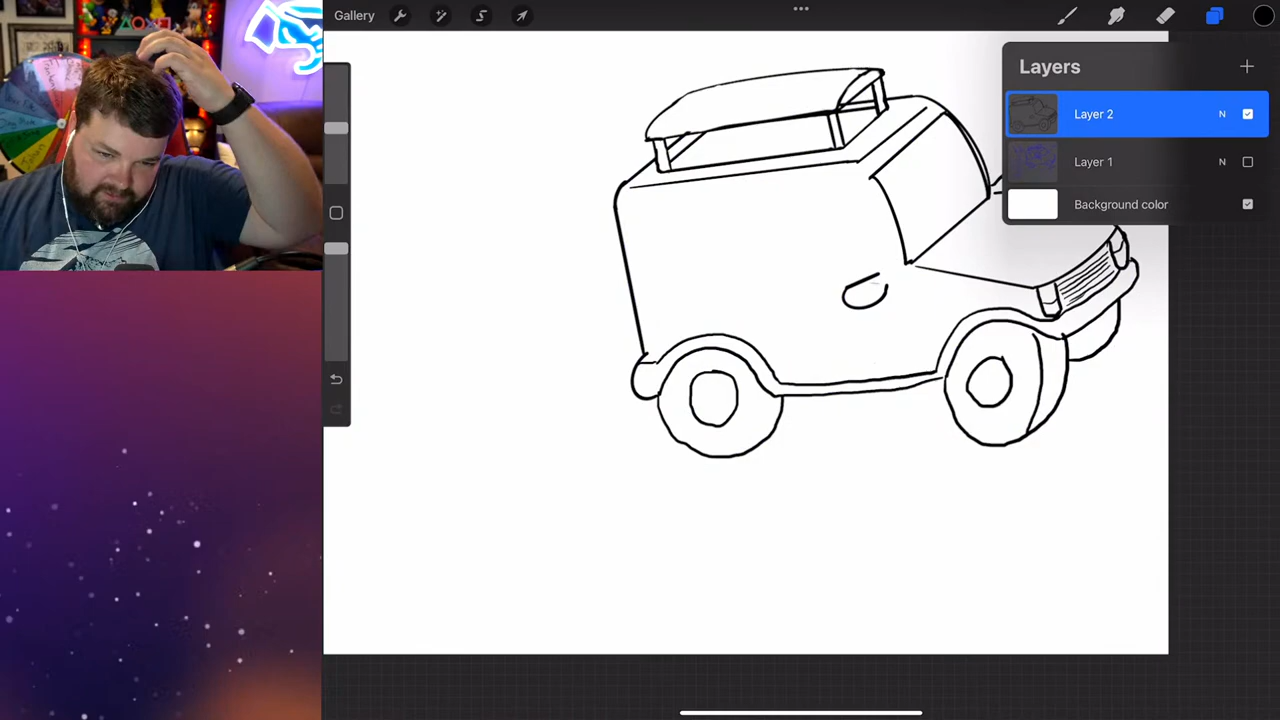 Gallery
Layers
Layer 2 N
Layer 1 N
Background color